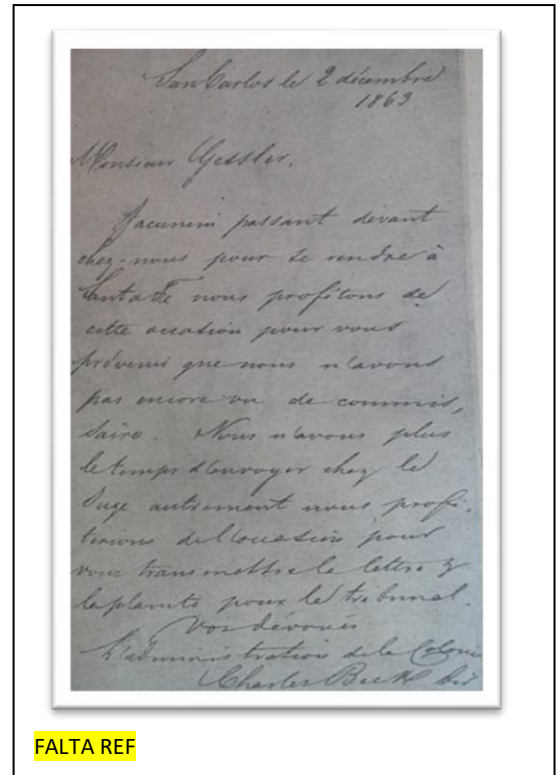 San Carlos le 2 décembre
1863.
Monsieur Gessler.
passant devant
chez-nous pour se rendre à
Santa Fé nous profitons de
cette occasion pour vous
prévenir que nous n'avons
pas encore vu de commis,
saire. Nous n'avons plus
le temps d'envoyer chez le
Juge autrement nous profi,
terions de l'occasion pour
vous transmettre la lettre &
la plainte pour le tribunal.
Vos dévoués
L'administration de la Colonie
Charles Beck
FALTA REF